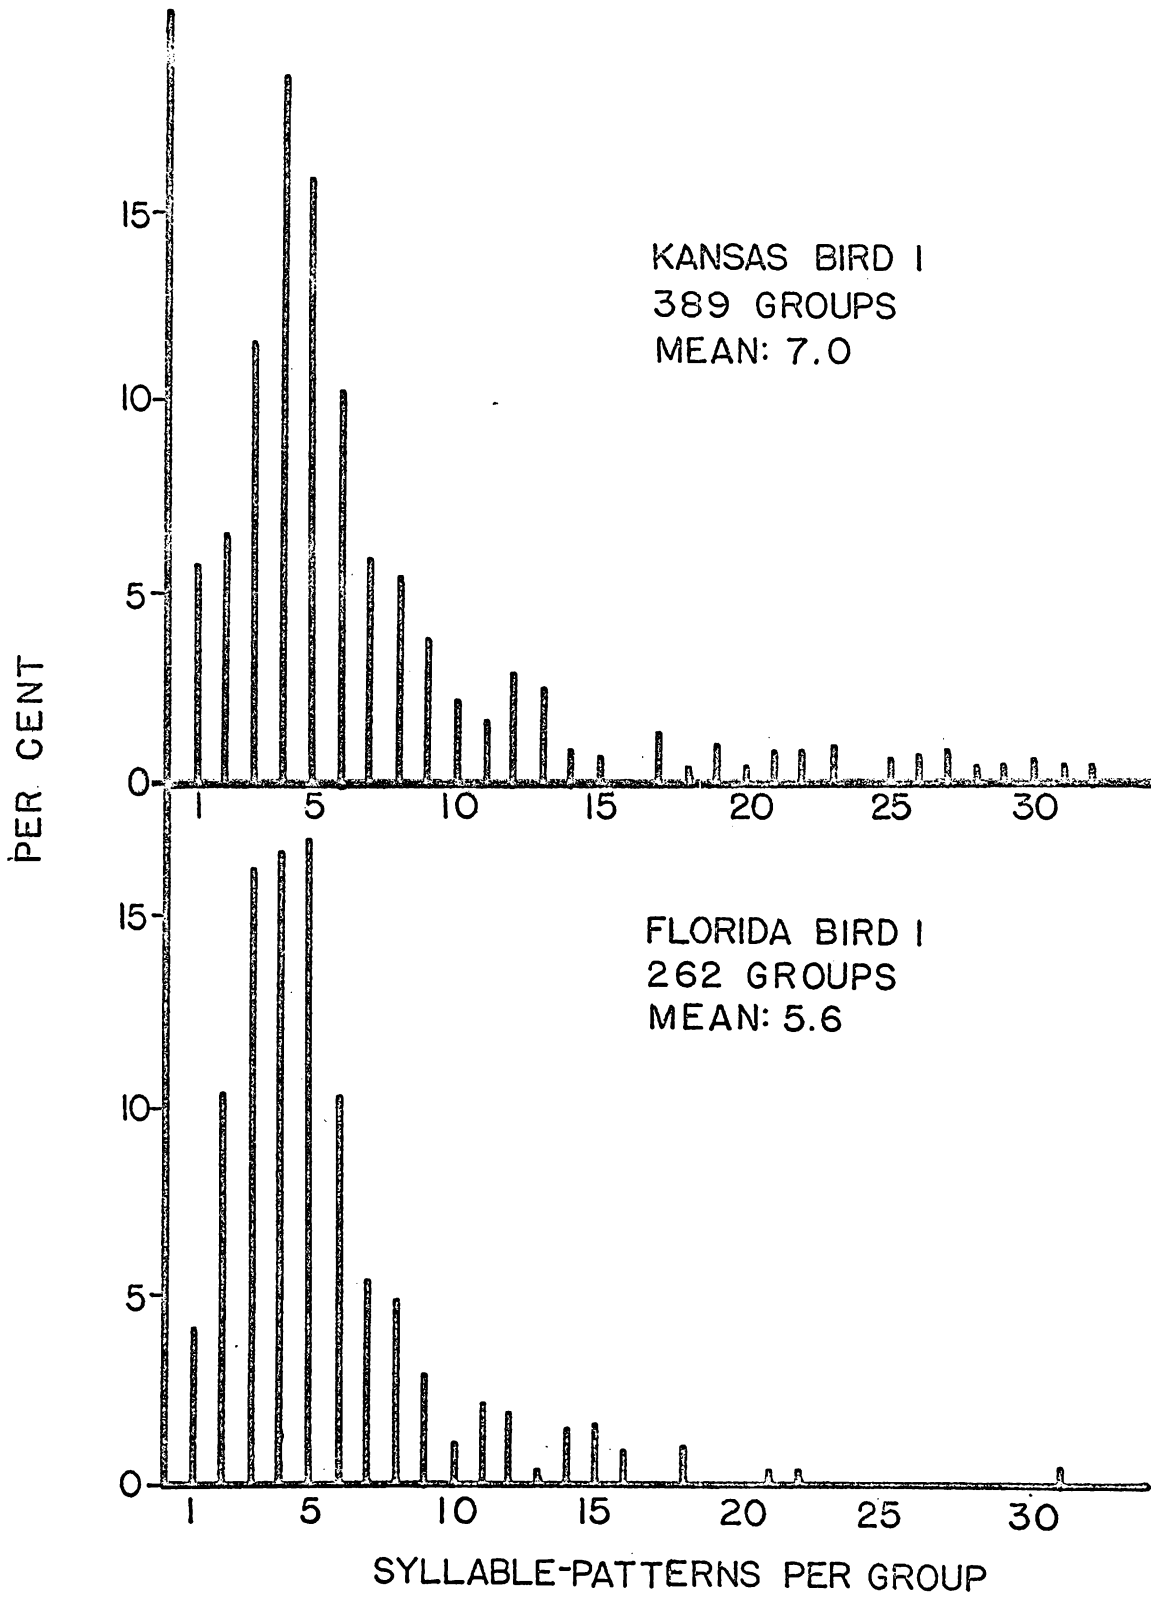 PER CENT
15
10
5
0
KANSAS BIRD 1
389 GROUPS
MEAN: 7.0
1 5 10 15 20 25 30
15
10
5
0
FLORIDA BIRD 1
262 GROUPS
MEAN: 5.6
1 5 10 15 20 25 30
SYLLABLE-PATTERNS PER GROUP